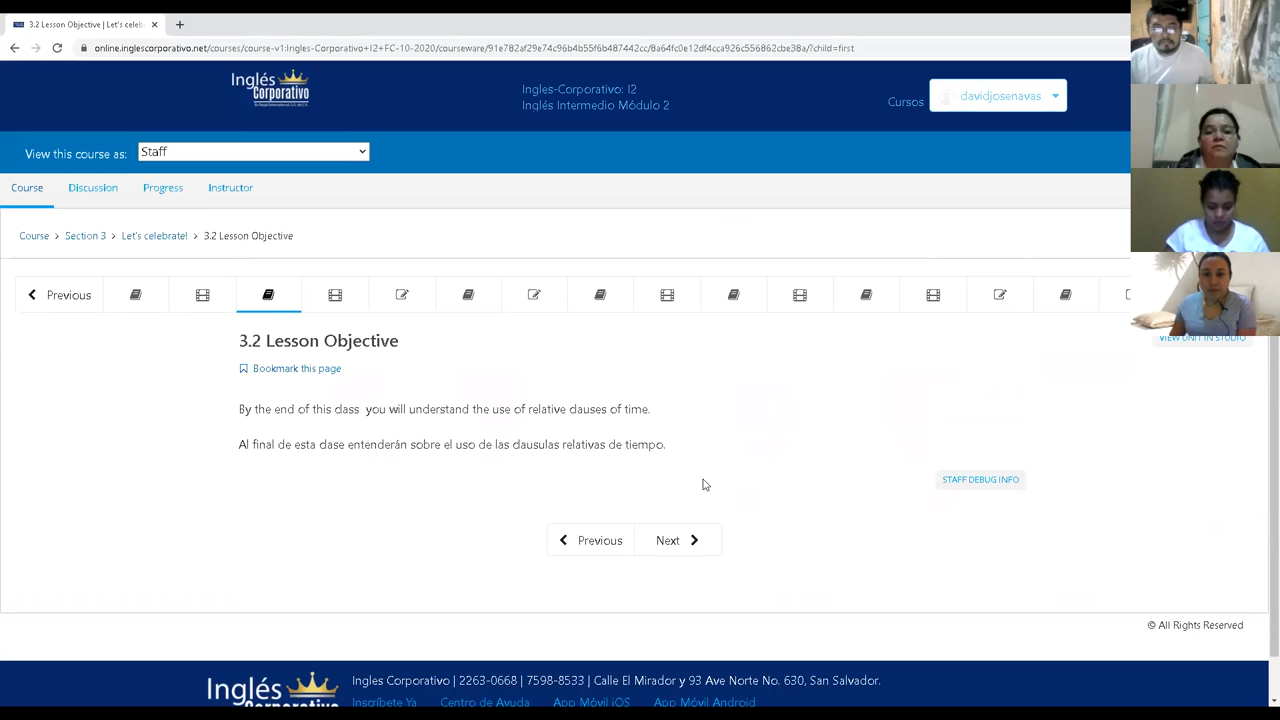 3.2 Lesson Objective | Let's celeb
online.inglescorporativo.net/courses/course-v1:Ingles-Corporativo+I2+FC-10-2020/courseware/91e782af29e74c96b4b55f6b487442cc/8a64fc0e12df4cca926c556862cbe38a/?child=first
Inglés
Corporativo
Ingles-Corporativo: I2
Inglés Intermedio Módulo 2
Cursos
davidjosenavas
View this course as:
Staff
Course
Discussion
Progress
Instructor
Course > Section 3 > Let's celebrate! > 3.2 Lesson Objective
Previous
3.2 Lesson Objective
VIEW UNIT IN STUDIO
Bookmark this page
By the end of this class you will understand the use of relative clauses of time.
Al final de esta clase entenderán sobre el uso de las clausulas relativas de tiempo.
STAFF DEBUG INFO
Previous
Next
© All Rights Reserved
Inglés
Corporativo
Ingles Corporativo | 2263-0668 | 7598-8533 | Calle El Mirador y 93 Ave Norte No. 630, San Salvador.
Inscríbete Ya
Centro de Ayuda
App Móvil iOS
App Móvil Android